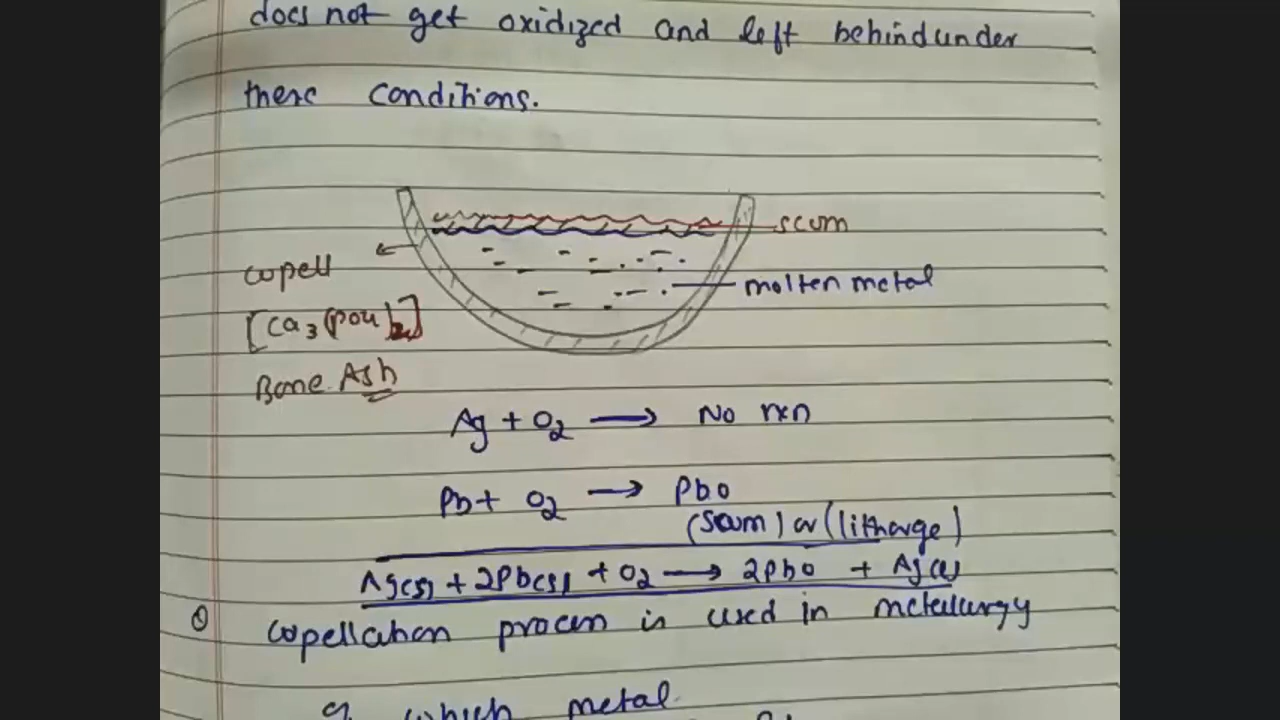 does not get oxidized and left behind under
these conditions.
scum
copell
molten metal
[Ca3(PO4)2]
Bone Ash
Ag + O2 → No rxn
Pb + O2 → PbO
(Scum) or (litharge)
Ag(s) + 2Pb(s) + O2 → 2PbO + Ag(s)
Q copellation process is used in metallurgy
of which metal